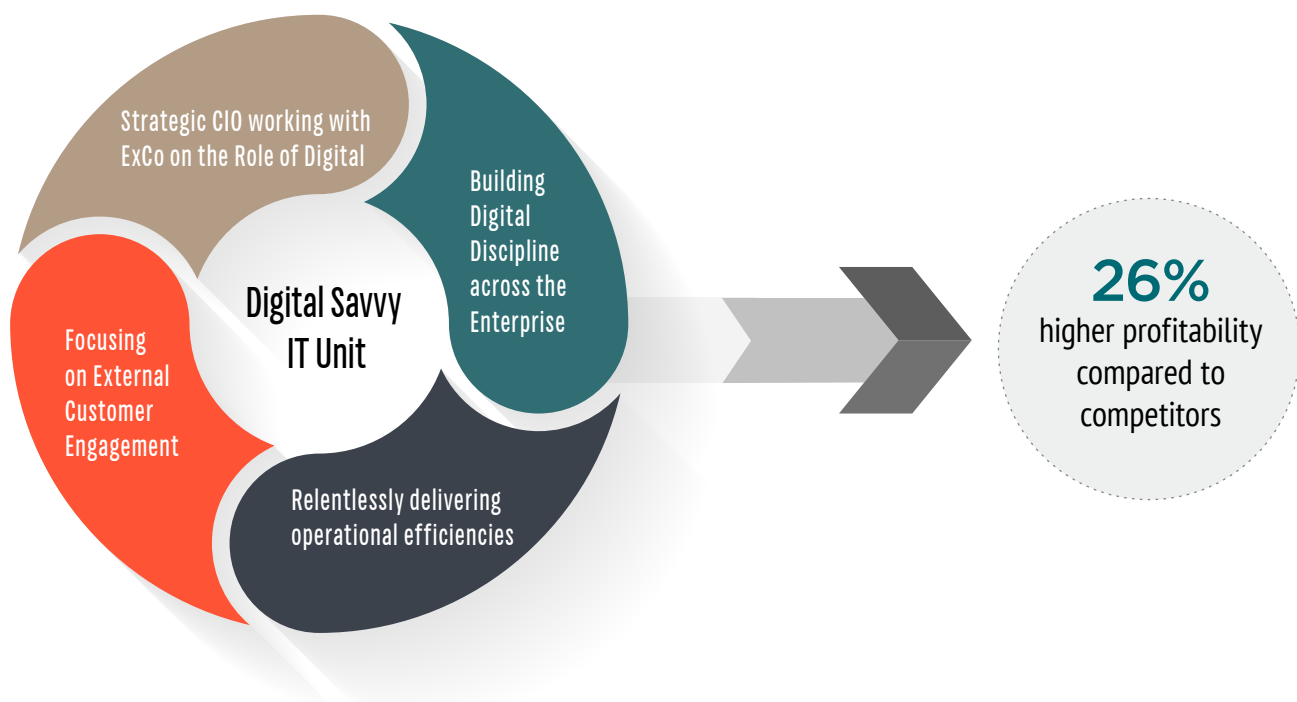 Strategic CIO working with
ExCo on the Role of Digital
Building
Digital
Discipline
across the
Enterprise
Digital Savvy
IT Unit
Focusing
on External
Customer
Engagement
Relentlessly delivering
operational efficiencies
26%
higher profitability
compared to
competitors